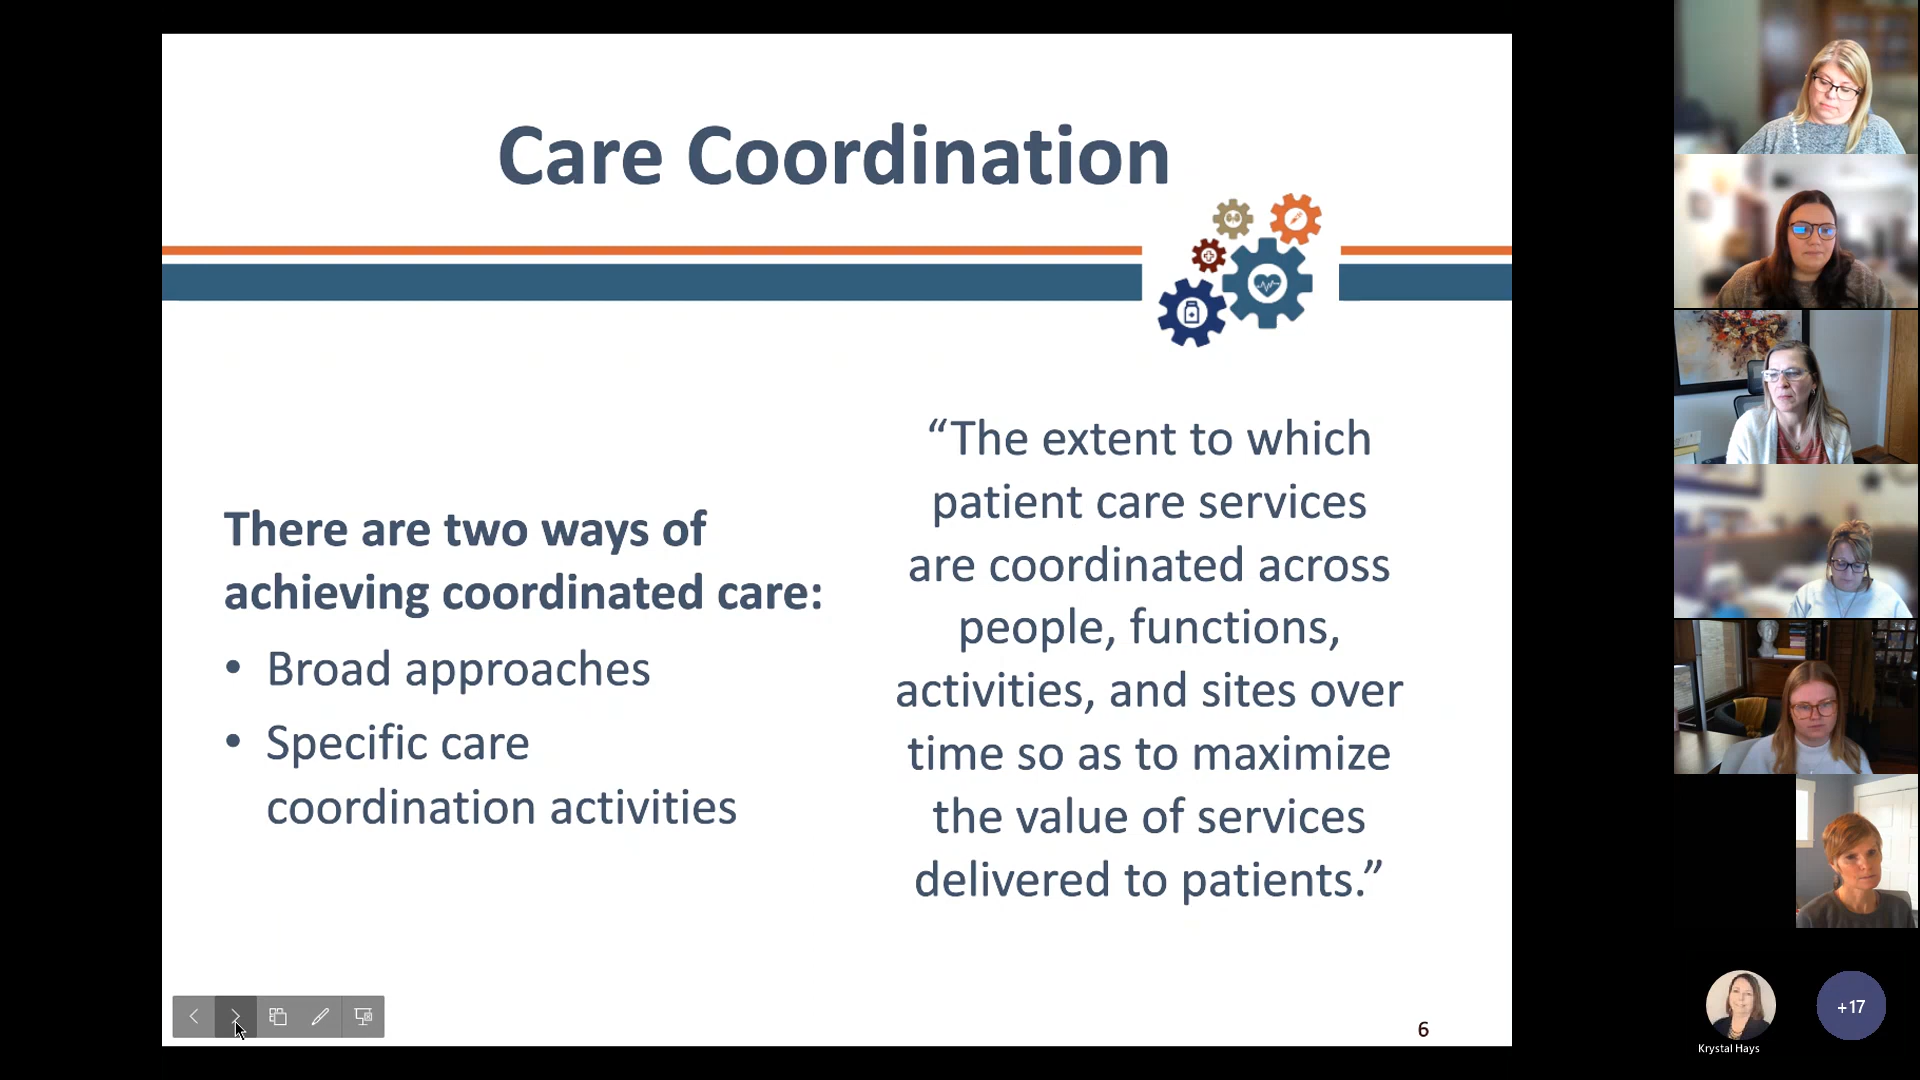 Care Coordination
There are two ways of
achieving coordinated care:
• Broad approaches
• Specific care
coordination activities
“The extent to which
patient care services
are coordinated across
people, functions,
activities, and sites over
time so as to maximize
the value of services
delivered to patients.”
6
+17
Krystal Hays